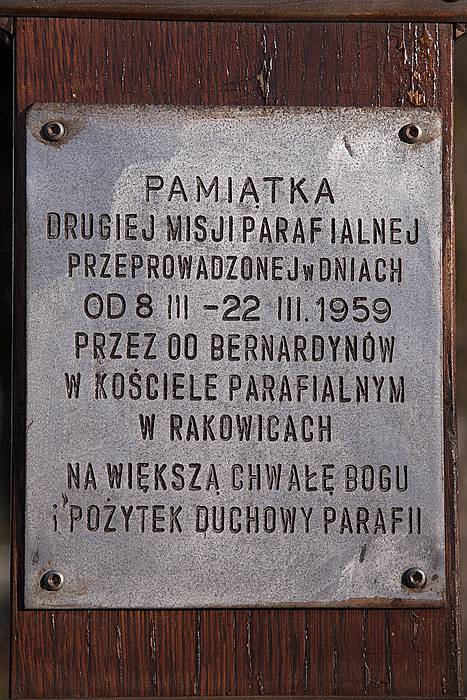 PAMIĄTKA
DRUGIEJ MISJI PARAFIALNEJ
PRZEPROWADZONEJ w DNIACH
OD 8 III – 22 III. 1959
PRZEZ OO BERNARDYNÓW
W KOŚCIELE PARAFIALNYM
W RAKOWICACH
NA WIĘKSZĄ CHWAŁĘ BOGU
i POŻYTEK DUCHOWY PARAFII